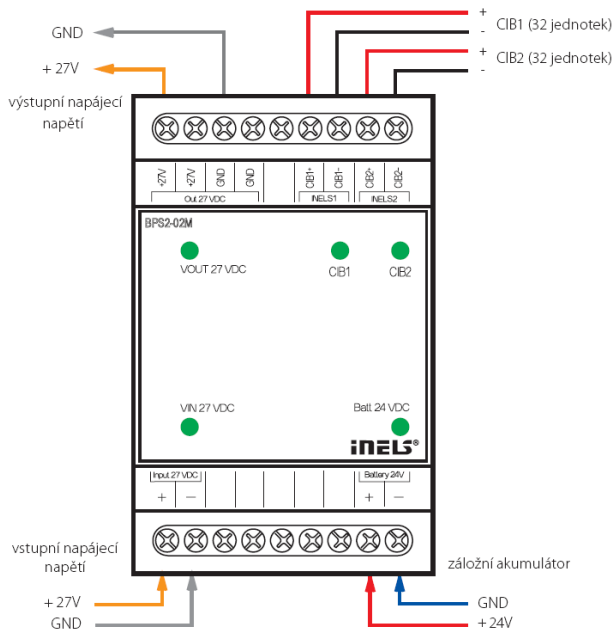 GND
+ 27V
výstupní napájecí
napětí
+ CIB1 (32 jednotek)
-
+ CIB2 (32 jednotek)
-
+27V +27V GND GND CIB1+ CIB1- CIB2+ CIB2-
Out 27 VDC INELS1 INELS2
BPS2-02M
VOUT 27 VDC CIB1 CIB2
VIN 27 VDC Batt 24 VDC
iNELS®
Input 27 VDC Battery 24V
+ − + −
vstupní napájecí
napětí
záložní akumulátor
+ 27V GND
GND + 24V